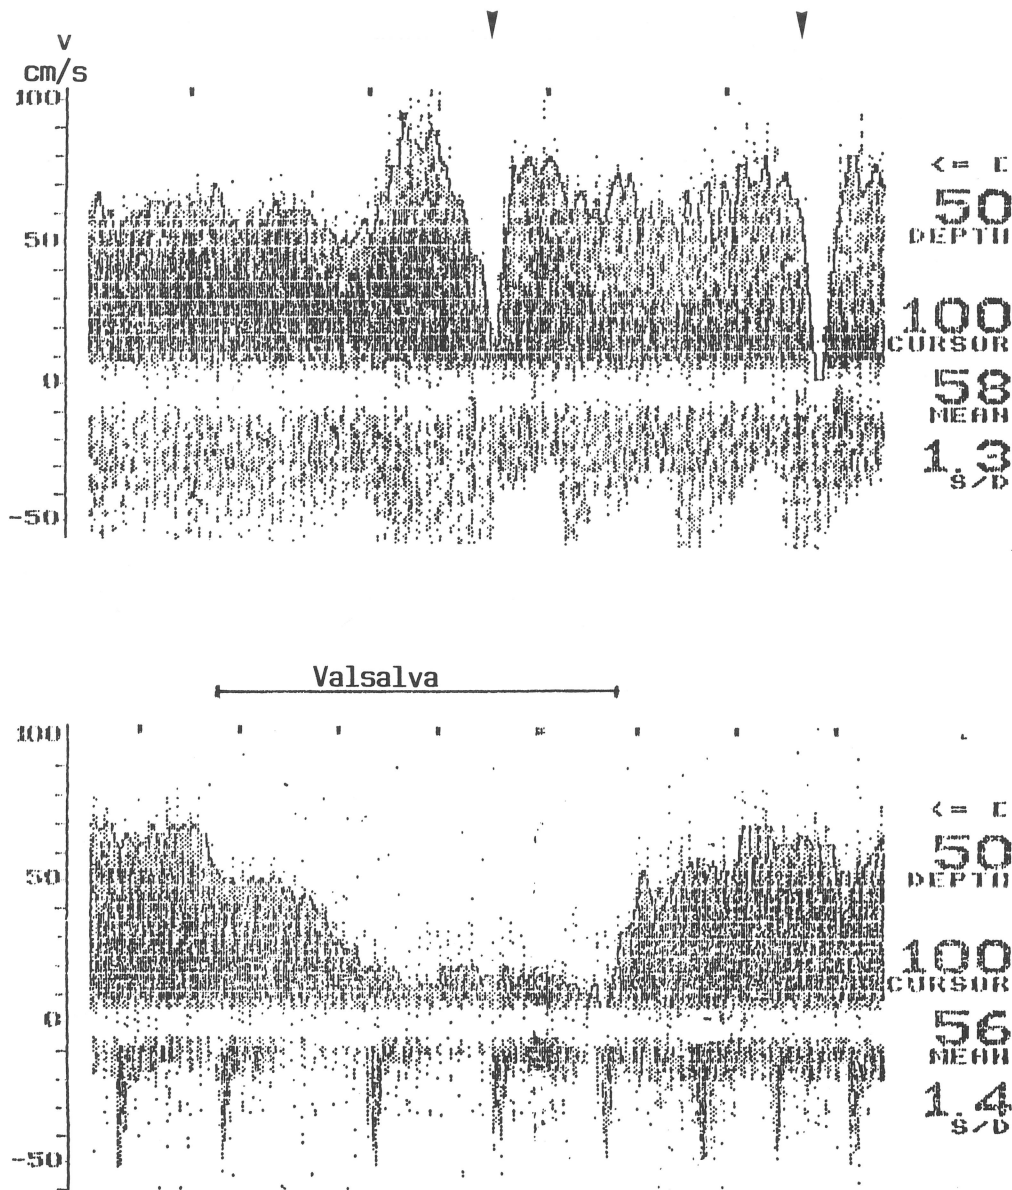 v
cm/s
100
50
0
-50
<= [
50
DEPTH
100
CURSOR
58
MEAN
1.3
S/D
Valsalva
100
50
0
-50
<= [
50
DEPTH
100
CURSOR
56
MEAN
1.4
S/D